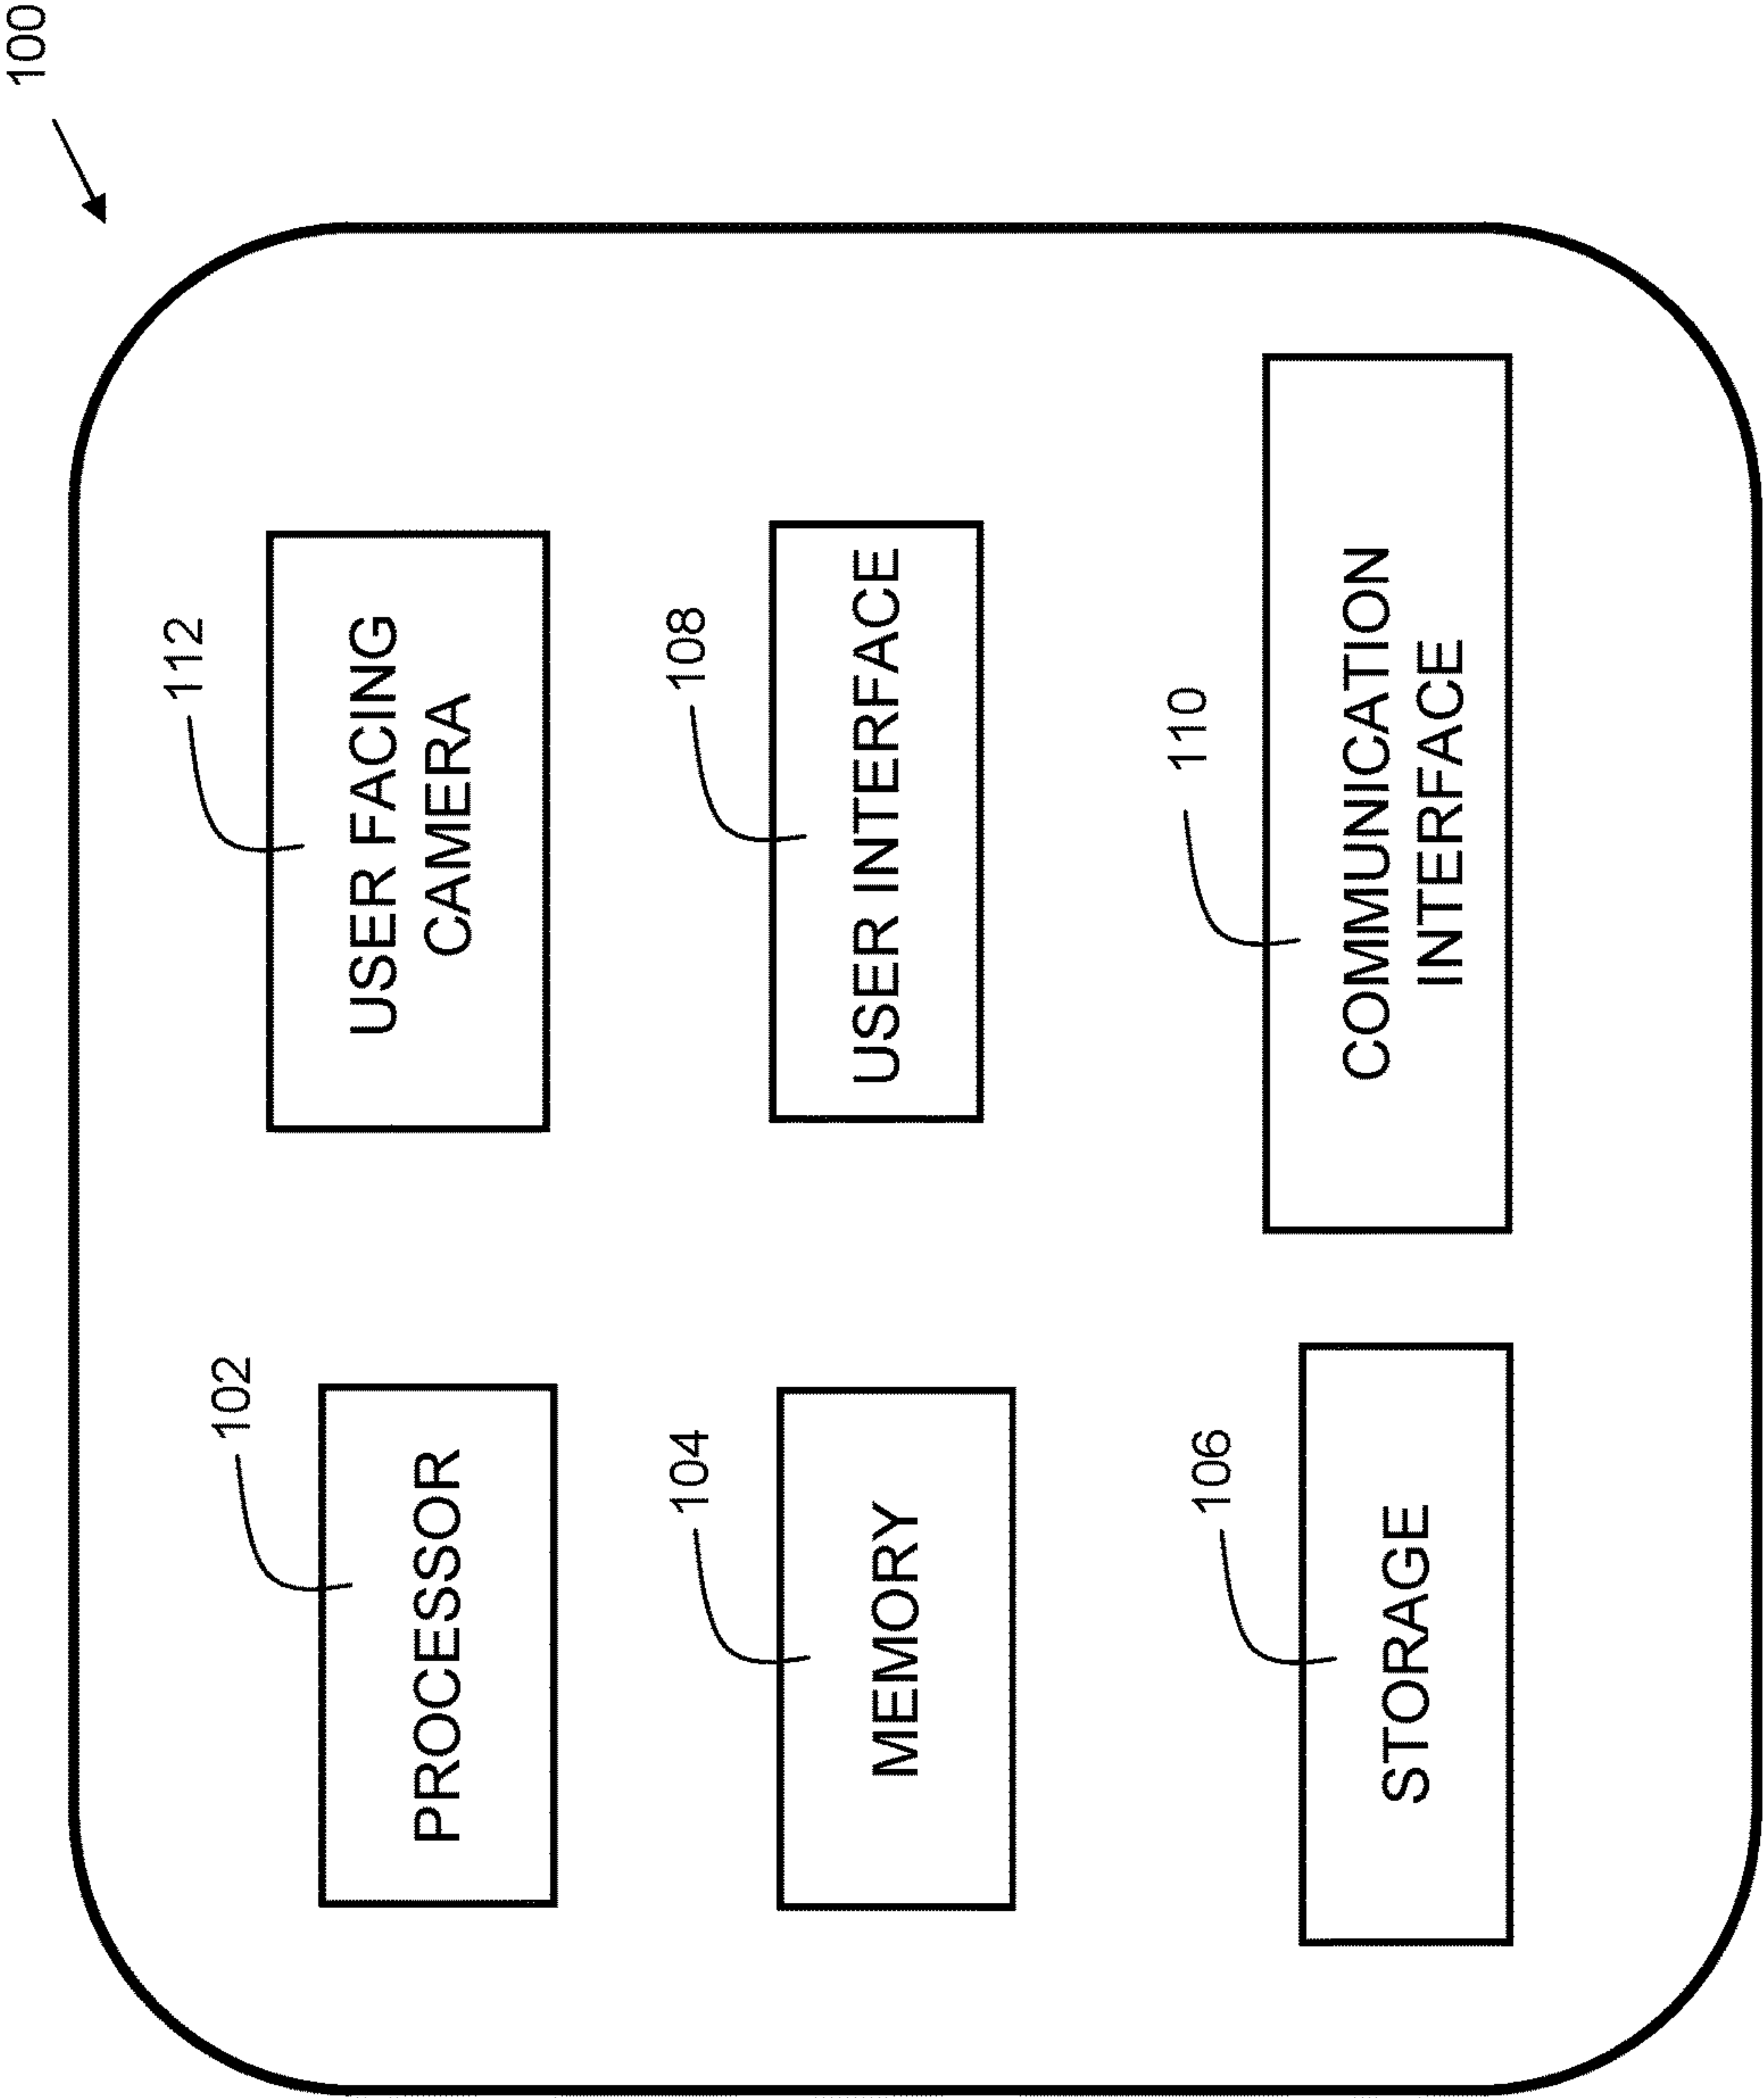 100
102
PROCESSOR
112
USER FACING
CAMERA
104
MEMORY
108
USER INTERFACE
106
STORAGE
110
COMMUNICATION
INTERFACE